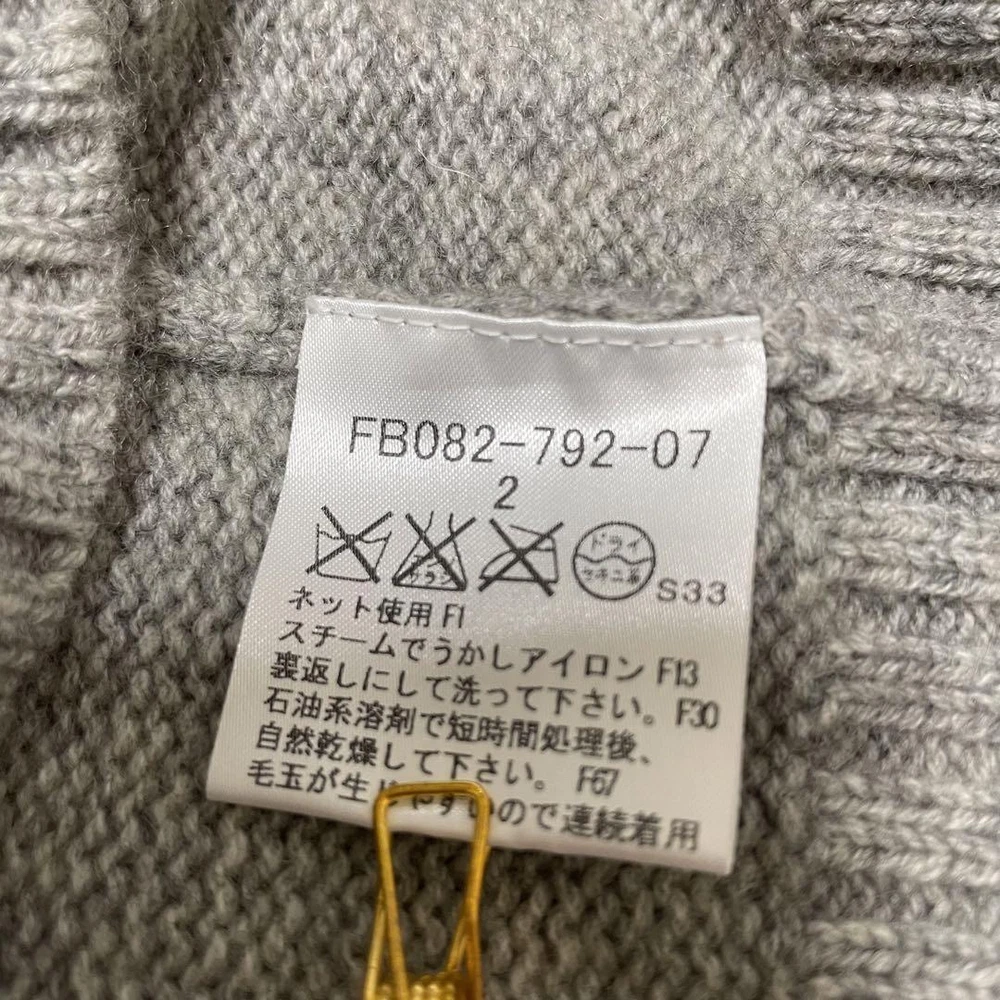 FB082-792-07
2
ドライ
セキユ系 S33
ネット使用 F1
スチームでうかしアイロン F13
裏返しにして洗って下さい。 F30
石油系溶剤で短時間処理後、
自然乾燥して下さい。 F67
毛玉が生じやすいので連続着用